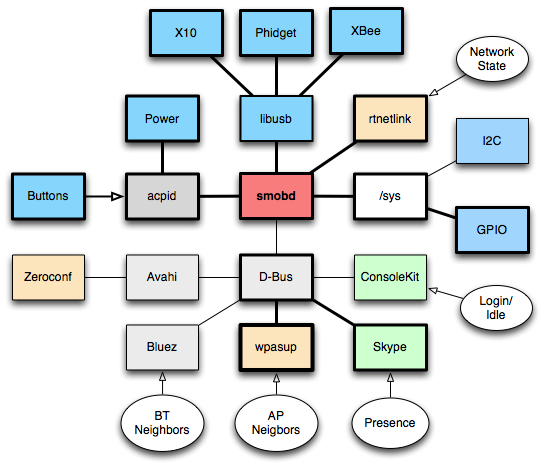 X10
Phidget
XBee
Network
State
Power
libusb
rtnetlink
I2C
Buttons
acpid
smobd
/sys
GPIO
Zeroconf
Avahi
D-Bus
ConsoleKit
Login/
Idle
Bluez
wpasup
Skype
BT
Neighbors
AP
Neigbors
Presence